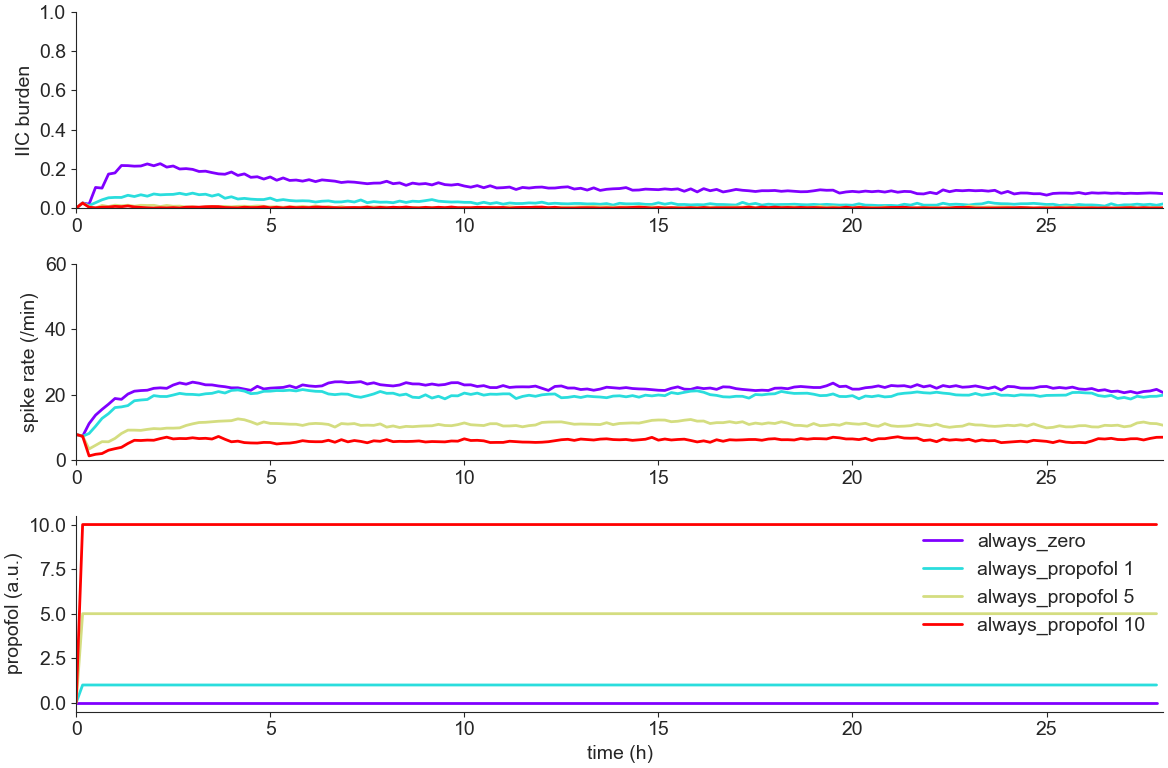 IIC burden
1.0
0.8
0.6
0.4
0.2
0.0
0 5 10 15 20 25
spike rate (/min)
60
40
20
0
0 5 10 15 20 25
propofol (a.u.)
10.0
7.5
5.0
2.5
0.0
always_zero
always_propofol 1
always_propofol 5
always_propofol 10
0 5 10 15 20 25
time (h)